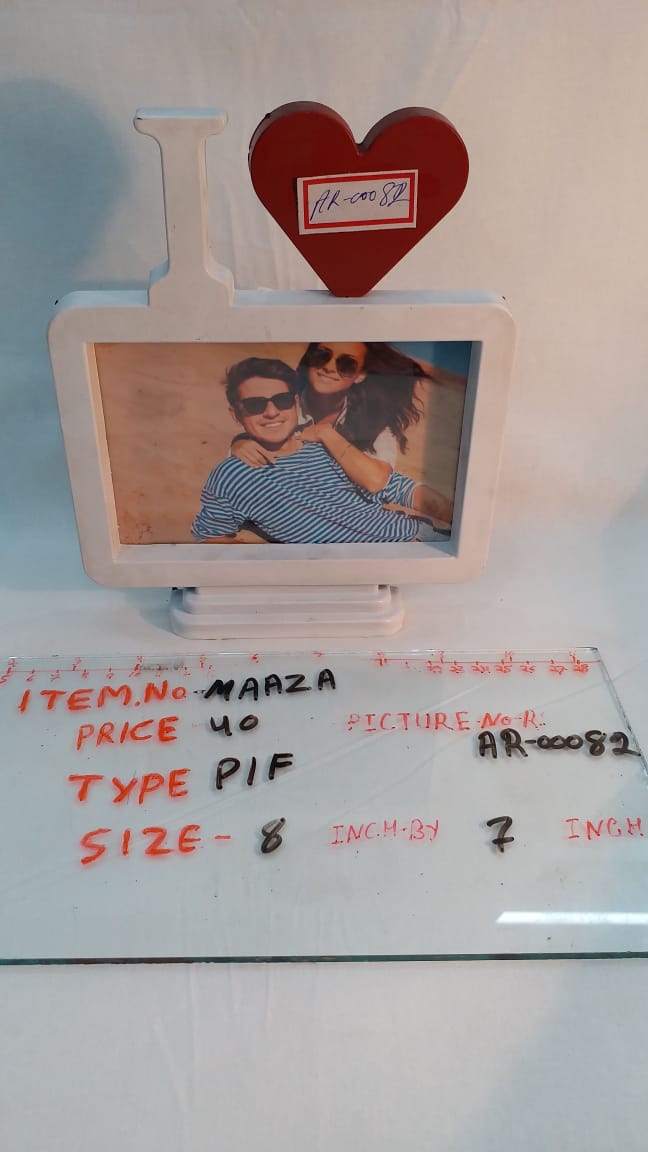 I
AR-00082
ITEM.No MAAZA
PRICE 40
PICTURE-No-R:
AR-00082
TYPE PIF
SIZE- 8 INCH-BY 7 INCH